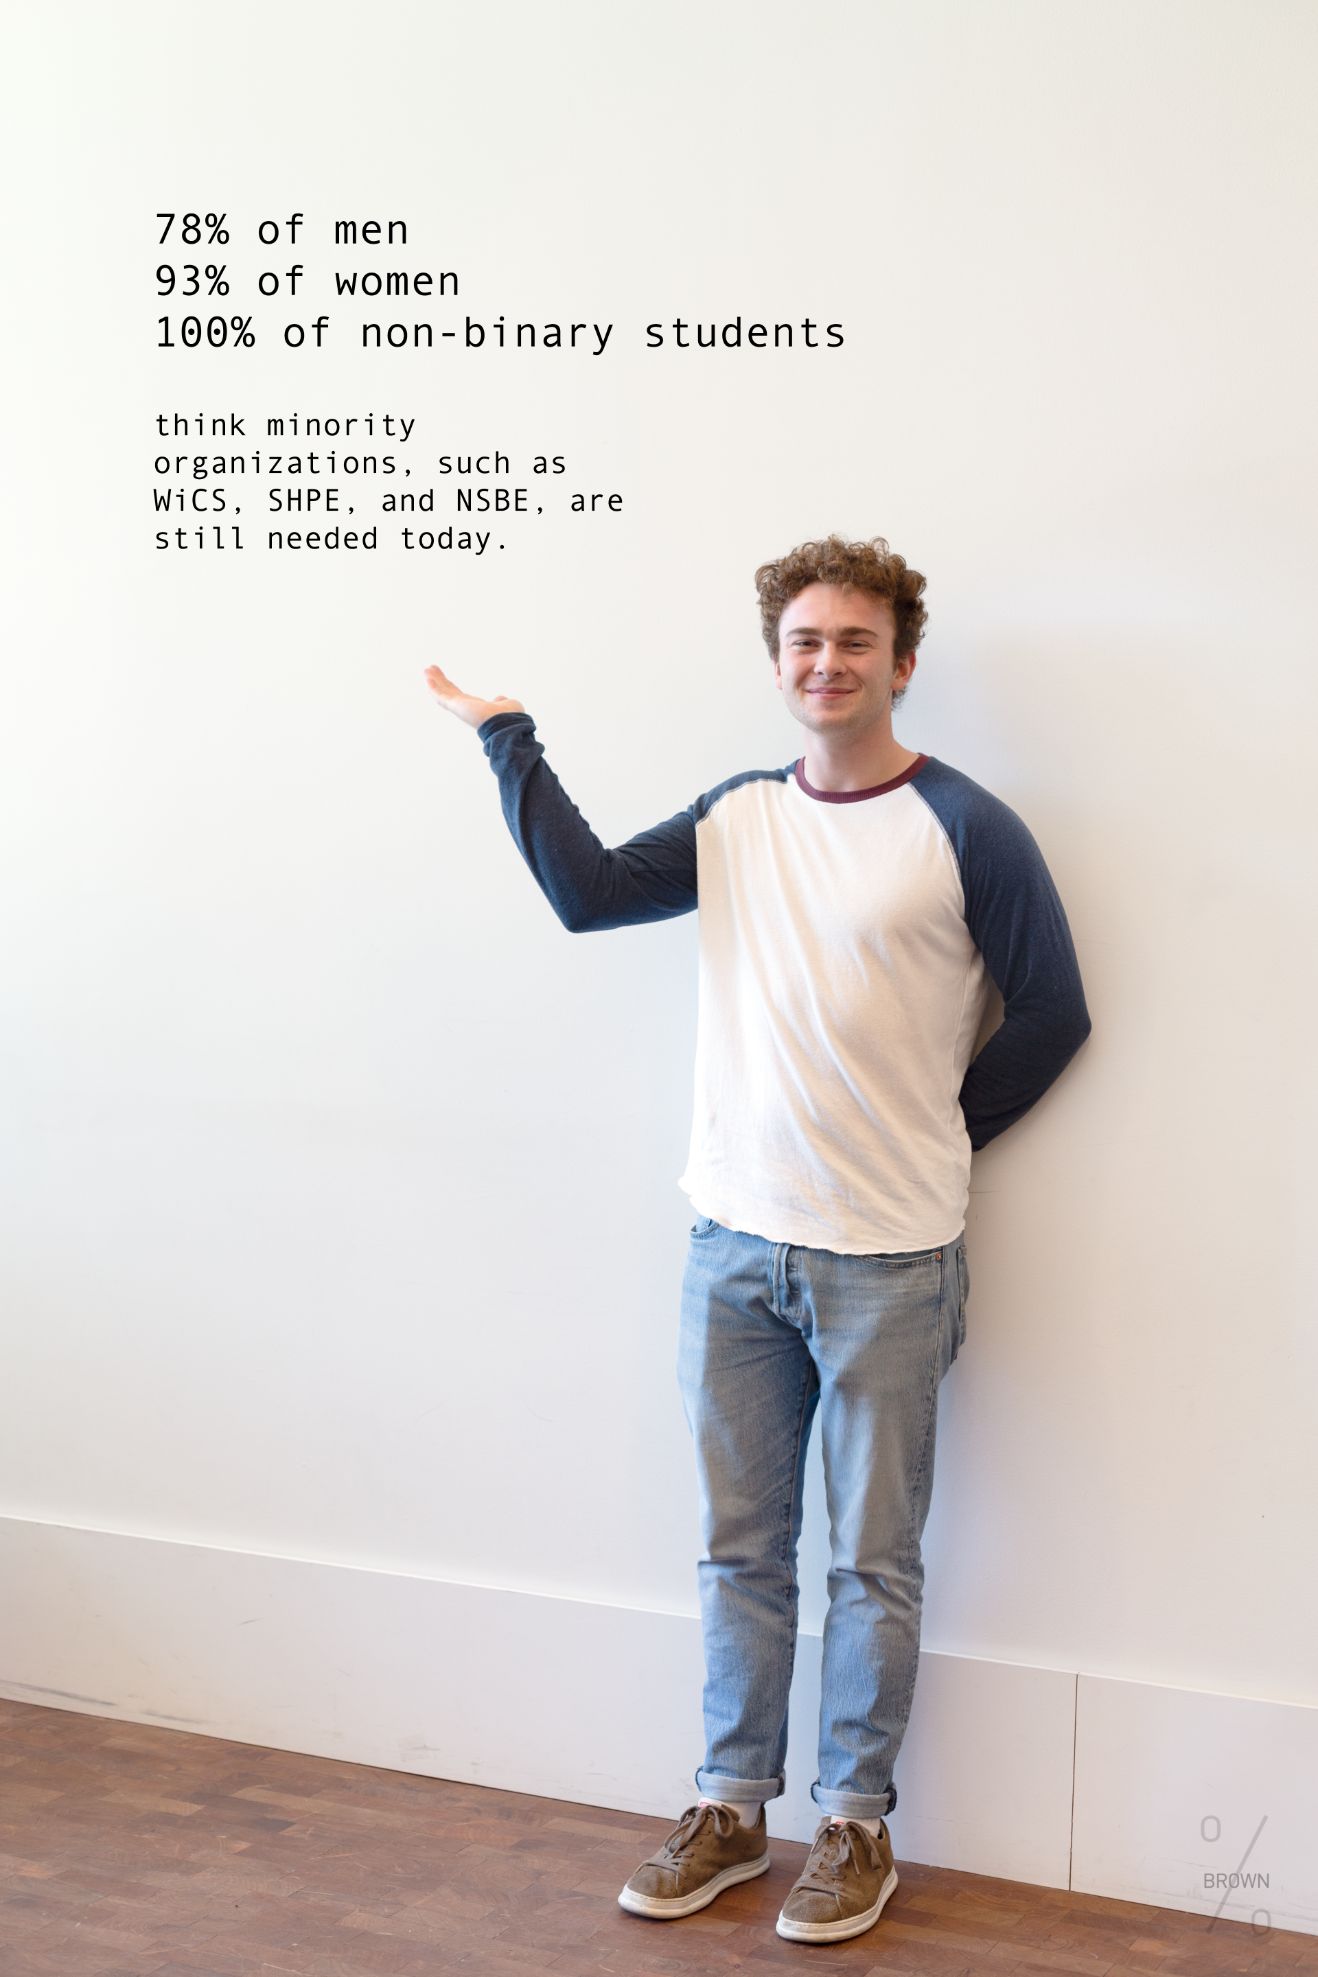 78% of men
93% of women
100% of non-binary students
think minority
organizations, such as
WiCS, SHPE, and NSBE, are
still needed today.
%
BROWN